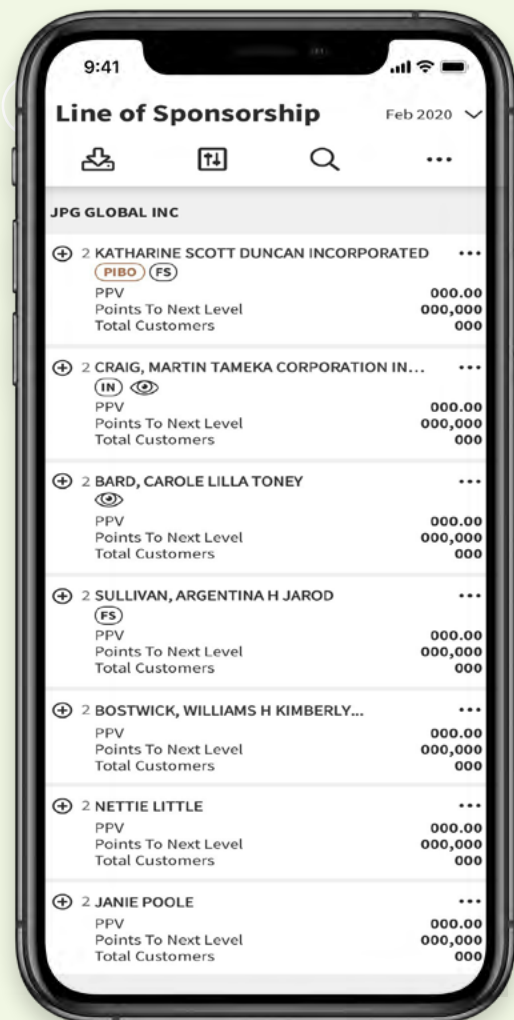 9:41
Line of Sponsorship Feb 2020
...
JPG GLOBAL INC
2 KATHARINE SCOTT DUNCAN INCORPORATED ...
PIBO FS
PPV 000.00
Points To Next Level 000,000
Total Customers 000
2 CRAIG, MARTIN TAMEKA CORPORATION IN... ...
IN
PPV 000.00
Points To Next Level 000,000
Total Customers 000
2 BARD, CAROLE LILLA TONEY ...
PPV 000.00
Points To Next Level 000,000
Total Customers 000
2 SULLIVAN, ARGENTINA H JAROD ...
FS
PPV 000.00
Points To Next Level 000,000
Total Customers 000
2 BOSTWICK, WILLIAMS H KIMBERLY... ...
PPV 000.00
Points To Next Level 000,000
Total Customers 000
2 NETTIE LITTLE ...
PPV 000.00
Points To Next Level 000,000
Total Customers 000
2 JANIE POOLE ...
PPV 000.00
Points To Next Level 000,000
Total Customers 000